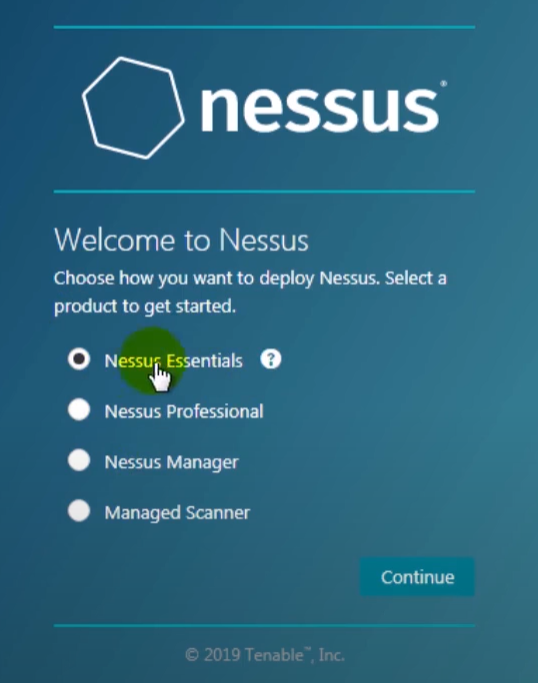 nessus®
Welcome to Nessus
Choose how you want to deploy Nessus. Select a
product to get started.
Nessus Essentials ?
Nessus Professional
Nessus Manager
Managed Scanner
Continue
© 2019 Tenable™, Inc.